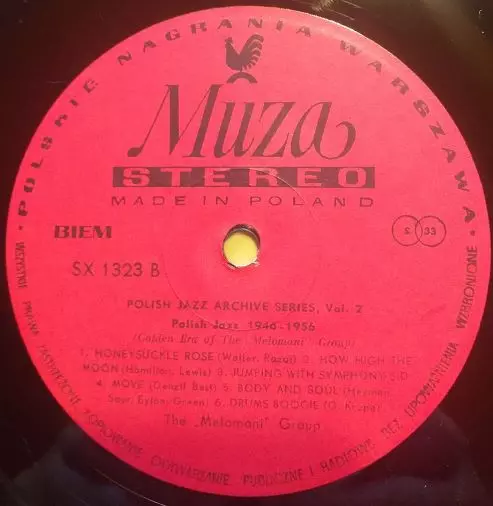 • POLSKIE NAGRANIA WARSZAWA •
Muza
STEREO
MADE IN POLAND
BIEM
S 33
SX 1323 B
POLISH JAZZ ARCHIVE SERIES, Vol. 2
Polish Jazz 1946-1956
(Golden Era of The "Melomani" Group)
1. HONEYSUCKLE ROSE (Waller, Razaf) 2. HOW HIGH THE
MOON (Hamilton, Lewis) 3. JUMPING WITH SYMPHONY SID
4. MOVE (Denzil Best) 5. BODY AND SOUL (Heyman,
Sour, Eyton, Green) 6. DRUMS BOOGIE (G. Krupa)
The „Melomani" Group
WSZYSTKIE PRAWA ZASTRZEŻONE KOPIOWANIE ODTWARZANIE PUBLICZNE I RADIOWE BEZ UPOWAŻNIENIA WZBRONIONE